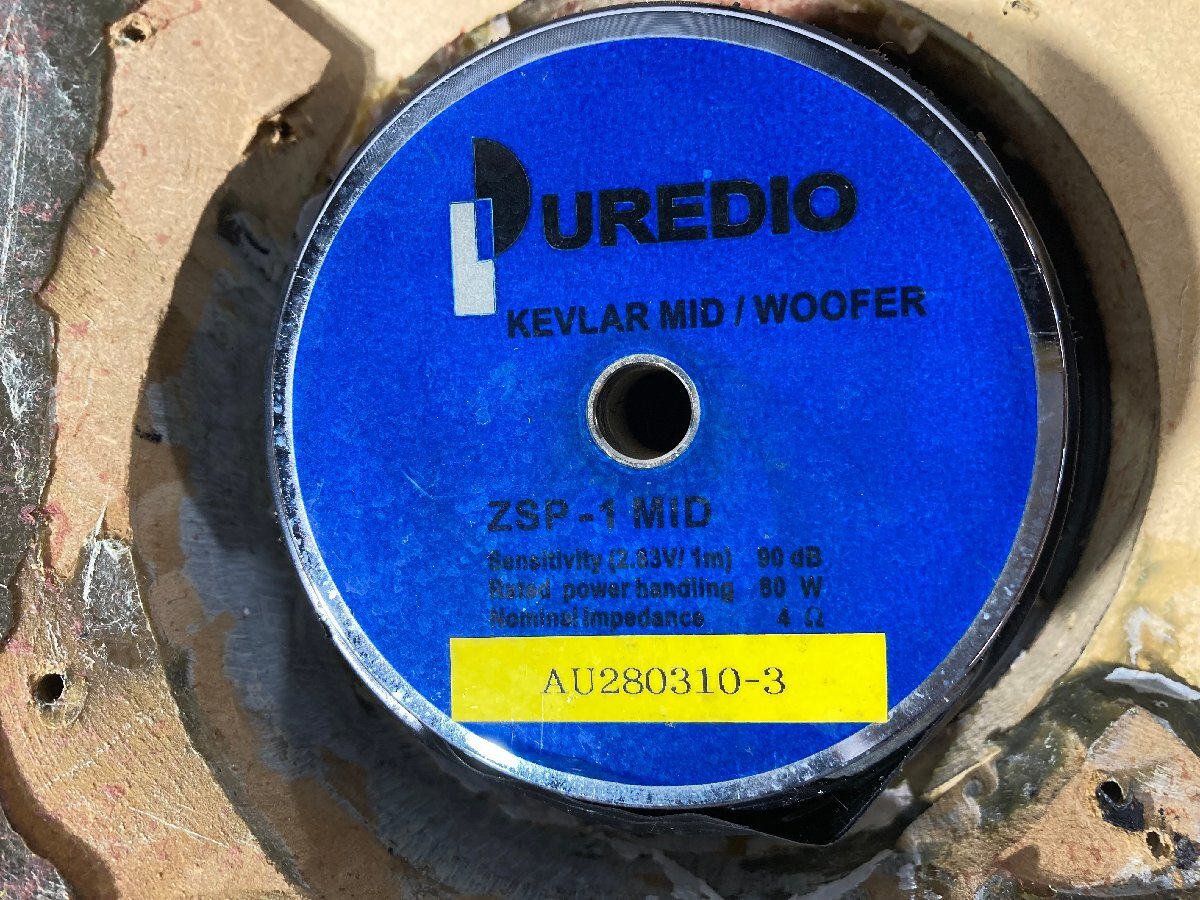 PUREDIO
KEVLAR MID / WOOFER
ZSP-1 MID
Sensitivity (2.83V/ 1m) 90 dB
Rated power handling 80 W
Nominal impedance 4 Ω
AU280310-3